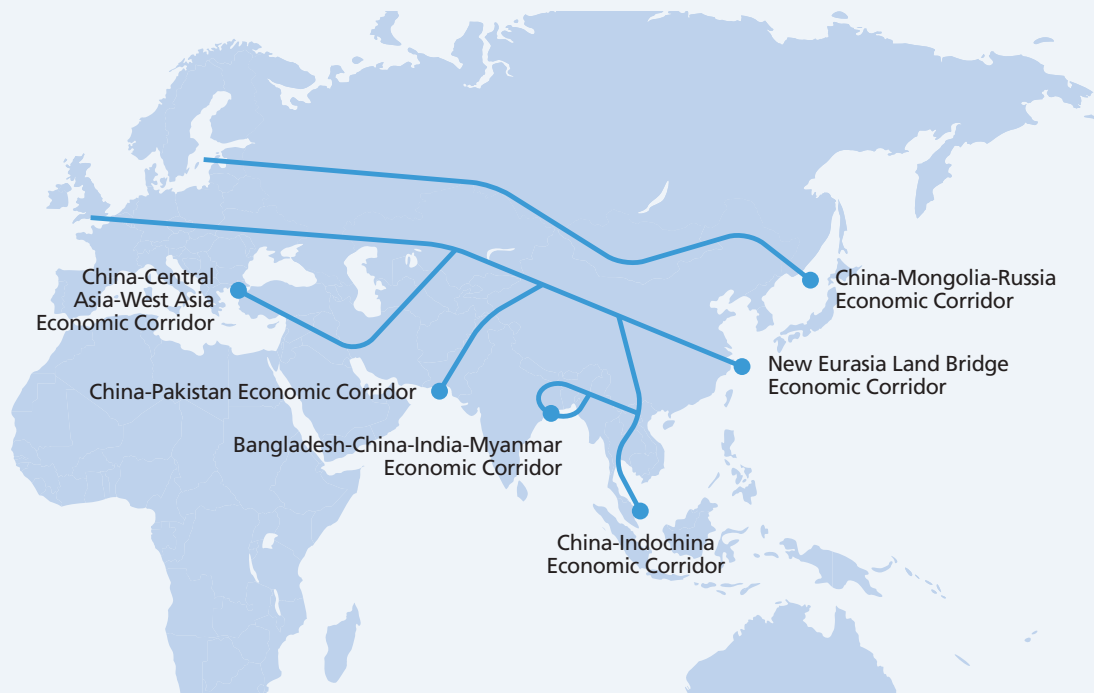 China-Central
Asia-West Asia
Economic Corridor
China-Mongolia-Russia
Economic Corridor
New Eurasia Land Bridge
Economic Corridor
China-Pakistan Economic Corridor
Bangladesh-China-India-Myanmar
Economic Corridor
China-Indochina
Economic Corridor